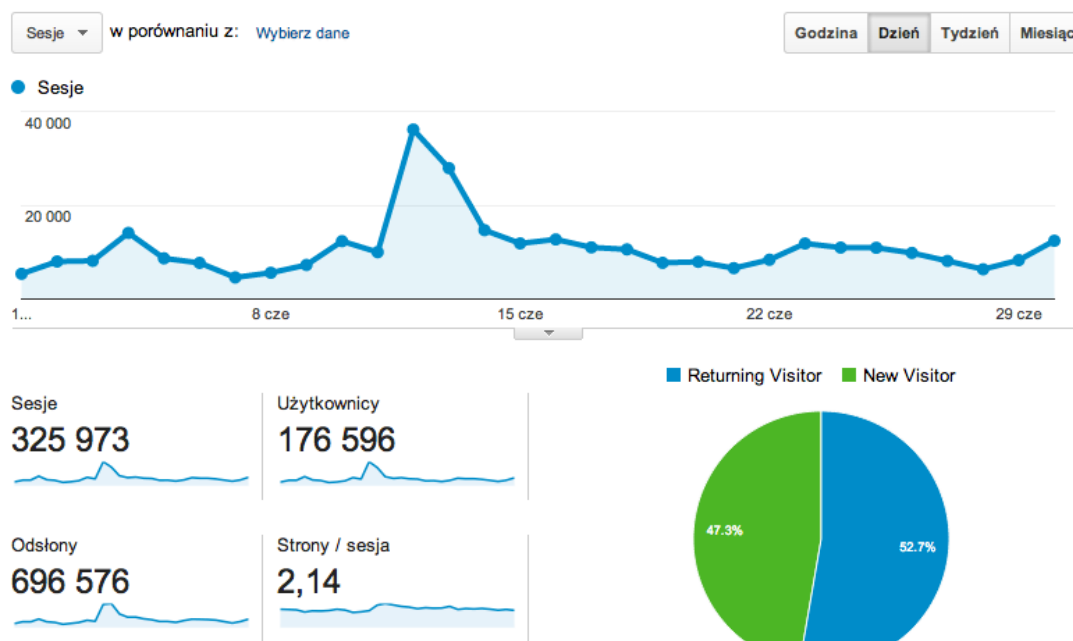 Sesje w porównaniu z: Wybierz dane Godzina Dzień Tydzień Miesiąc
Sesje
40 000
20 000
1... 8 cze 15 cze 22 cze 29 cze
Returning Visitor New Visitor
Sesje Użytkownicy
325 973 176 596
47.3% 52.7%
Odsłony Strony / sesja
696 576 2,14